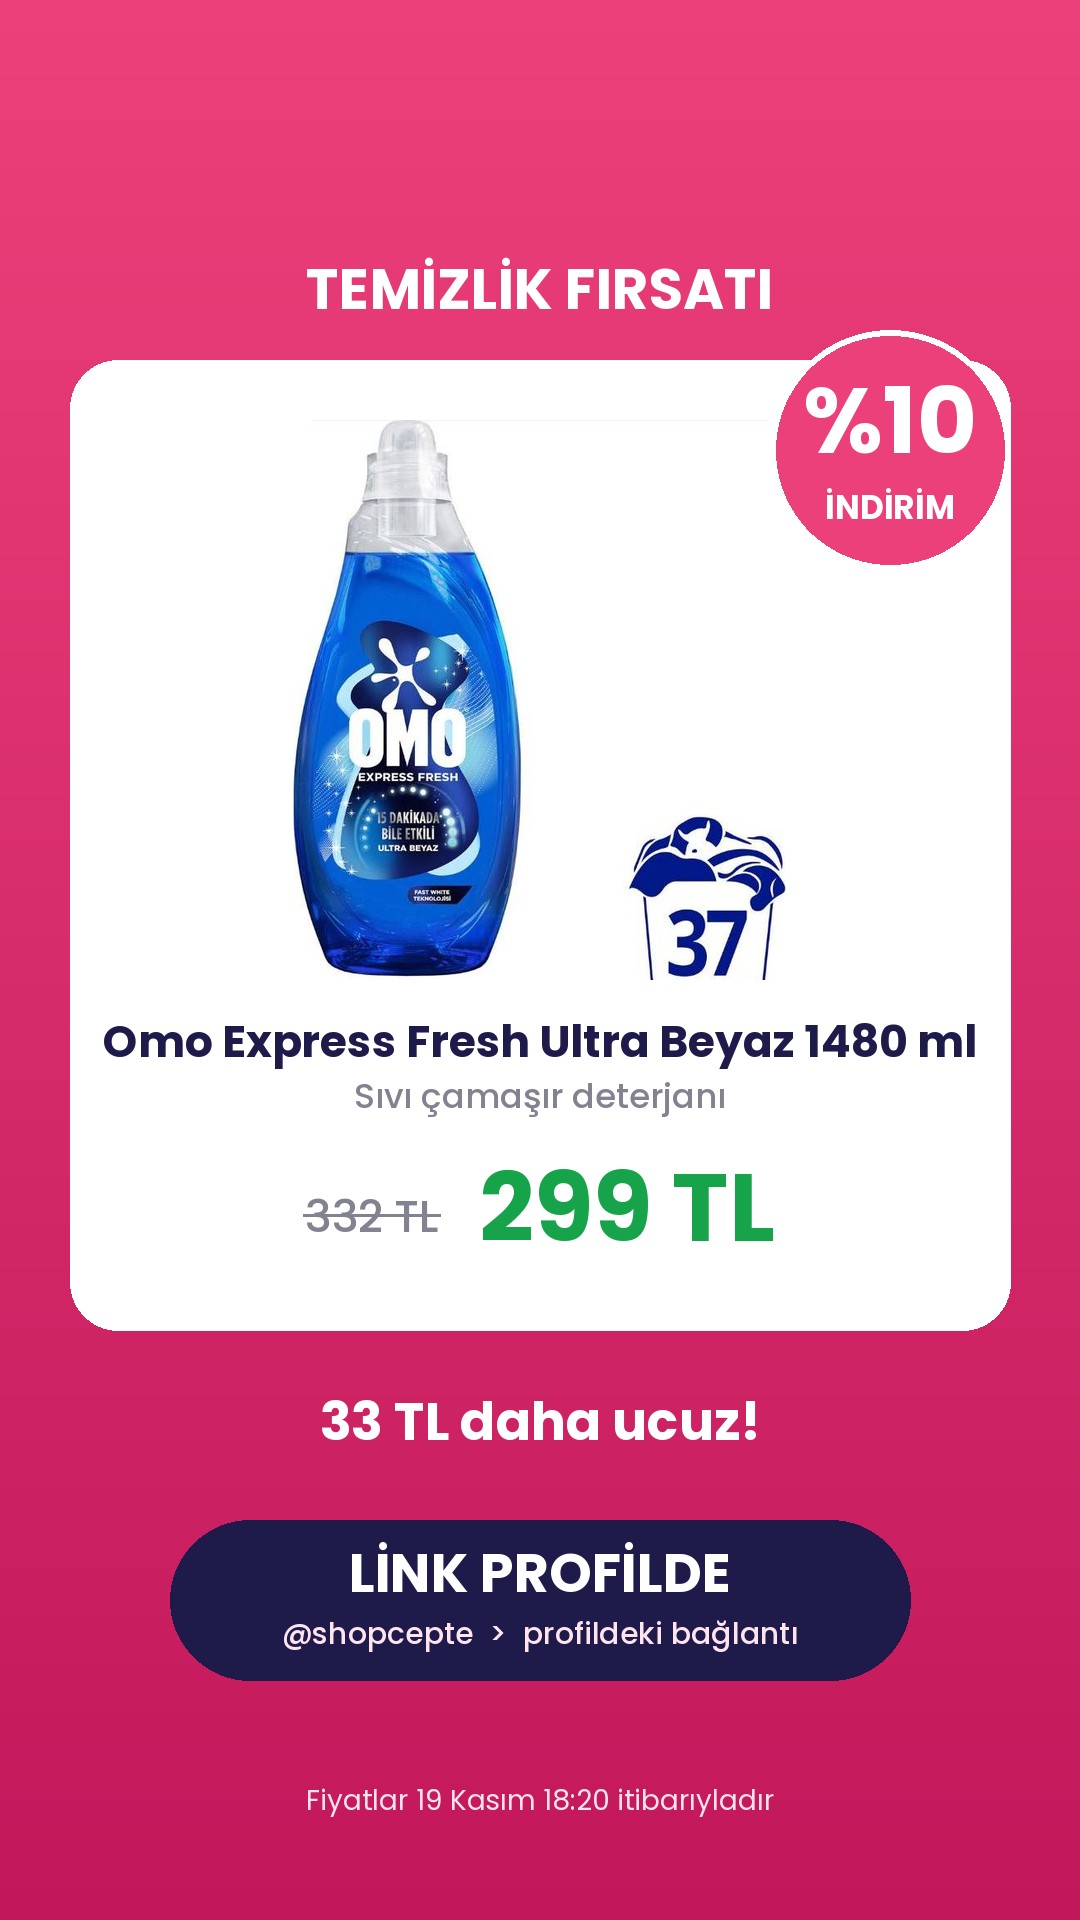 TEMİZLİK FIRSATI
%10
İNDİRİM
OMO
EXPRESS FRESH
15 DAKİKADA
BİLE ETKİLİ
ULTRA BEYAZ
FAST WHITE
TEKNOLOJİSİ
37
Omo Express Fresh Ultra Beyaz 1480 ml
Sıvı çamaşır deterjanı
332 TL 299 TL
33 TL daha ucuz!
LİNK PROFİLDE
@shopcepte > profildeki bağlantı
Fiyatlar 19 Kasım 18:20 itibarıyladır